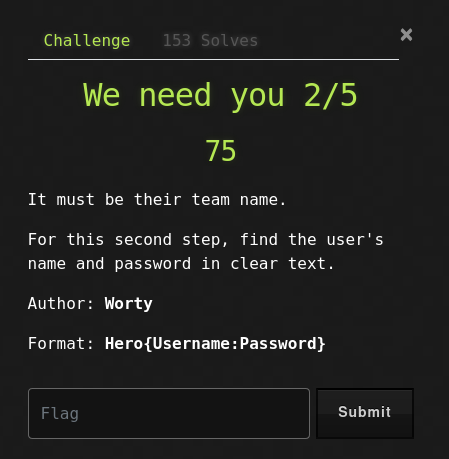 Challenge 153 Solves ×
We need you 2/5
75
It must be their team name.
For this second step, find the user's
name and password in clear text.
Author: Worty
Format: Hero{Username:Password}
Flag Submit